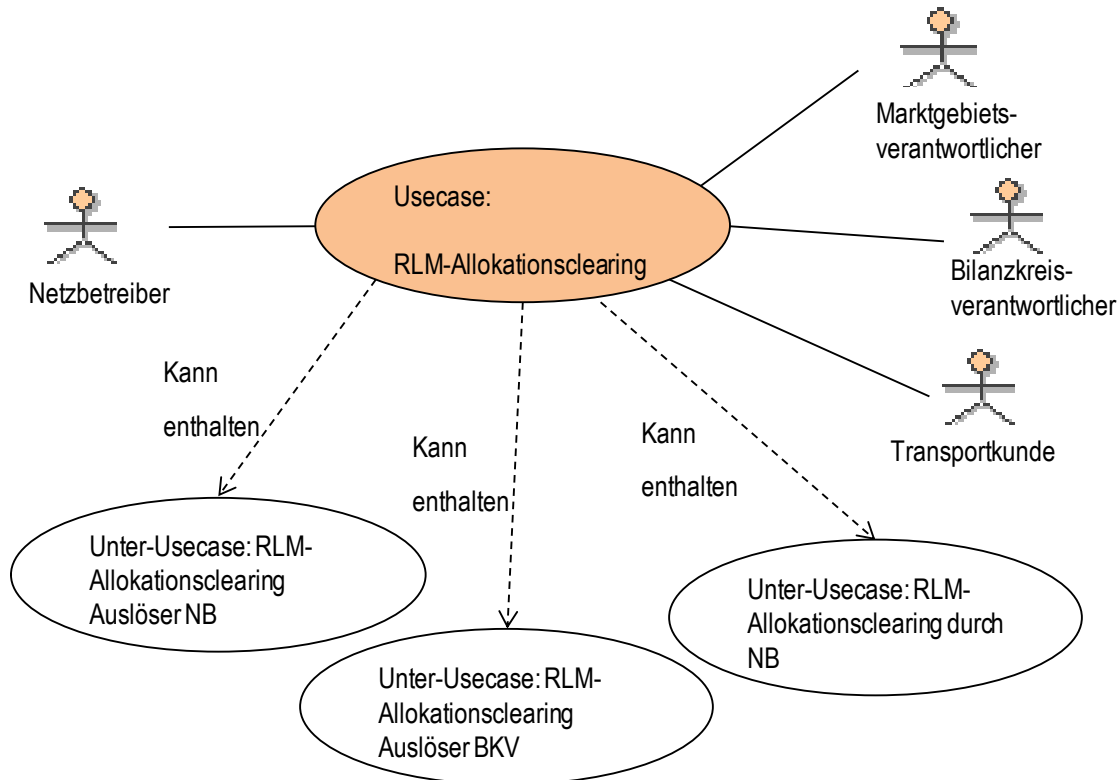 Marktgebiets-
verantwortlicher
Usecase:
RLM-Allokationsclearing
Netzbetreiber
Bilanzkreis-
verantwortlicher
Transportkunde
Kann
enthalten
Kann
enthalten
Kann
enthalten
Unter-Usecase: RLM-
Allokationsclearing
Auslöser NB
Unter-Usecase: RLM-
Allokationsclearing
Auslöser BKV
Unter-Usecase: RLM-
Allokationsclearing durch
NB